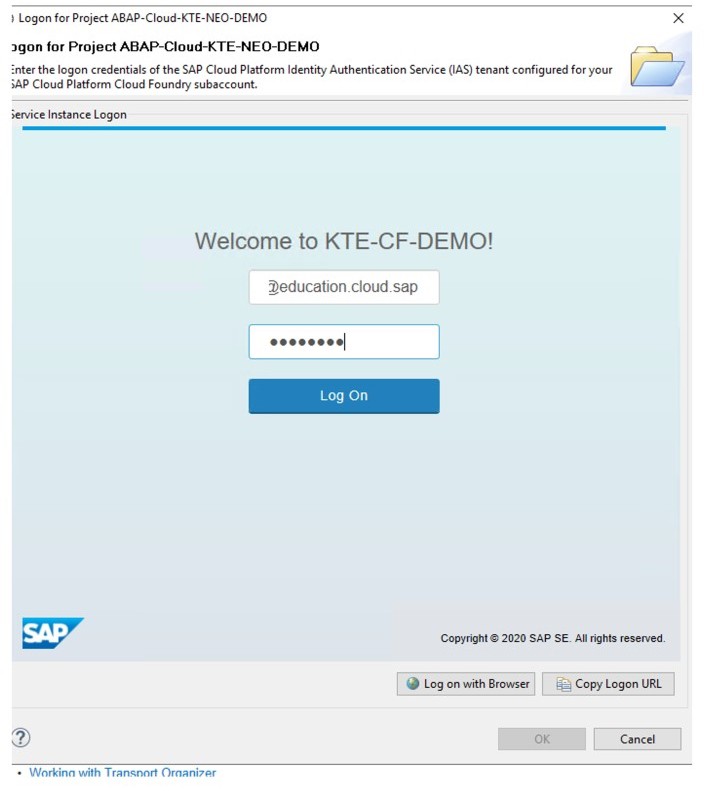 Logon for Project ABAP-Cloud-KTE-NEO-DEMO
ogon for Project ABAP-Cloud-KTE-NEO-DEMO
Enter the logon credentials of the SAP Cloud Platform Identity Authentication Service (IAS) tenant configured for your
SAP Cloud Platform Cloud Foundry subaccount.
Service Instance Logon
Welcome to KTE-CF-DEMO!
@education.cloud.sap
••••••••
Log On
SAP
Copyright © 2020 SAP SE. All rights reserved.
Log on with Browser
Copy Logon URL
?
OK
Cancel
• Working with Transport Organizer